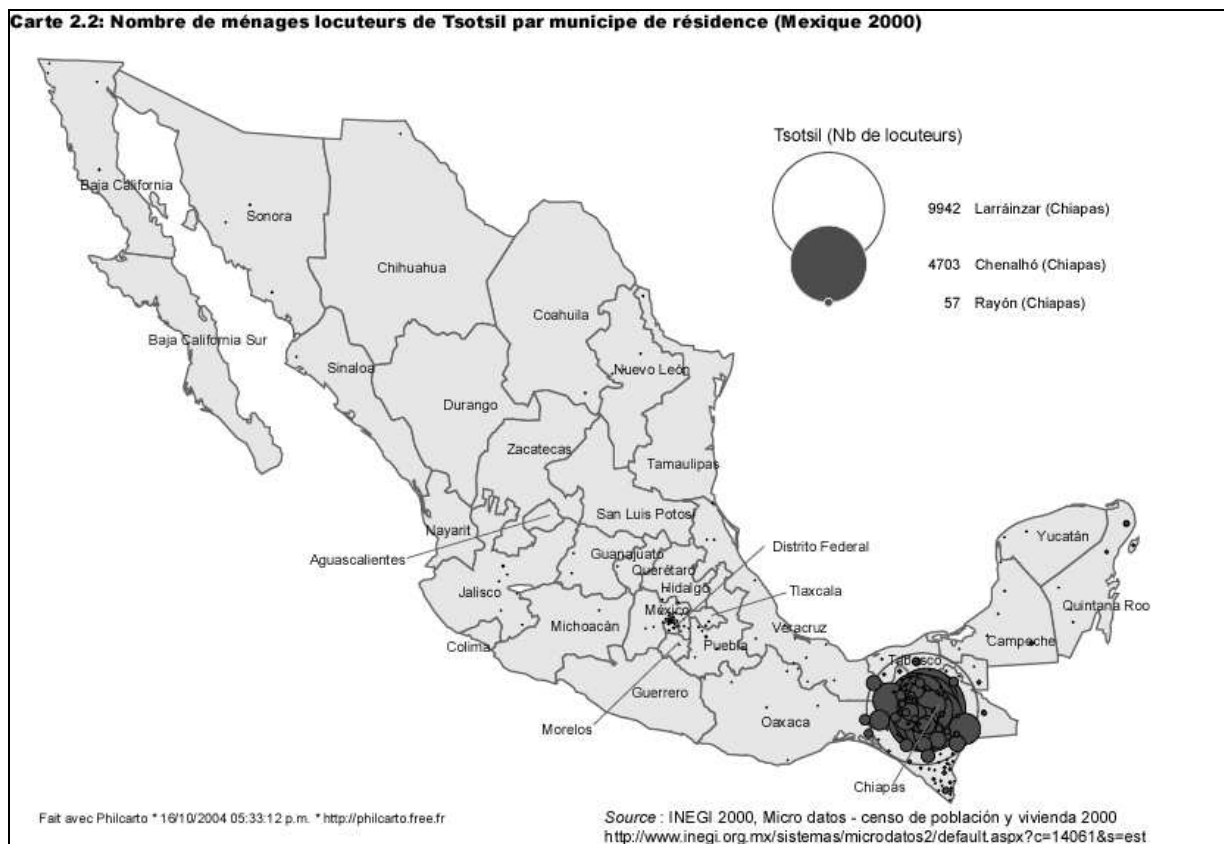 Carte 2.2: Nombre de ménages locuteurs de Tsotsil par municipe de résidence (Mexique 2000)
Tsotsil (Nb de locuteurs)
9942 Larráinzar (Chiapas)
4703 Chenalhó (Chiapas)
57 Rayón (Chiapas)
Baja California
Sonora
Chihuahua
Coahuila
Baja California Sur
Sinaloa
Nuevo León
Durango
Zacatecas
Tamaulipas
San Luis Potosí
Nayarit
Aguascalientes
Guanajuato
Distrito Federal
Querétaro
Hidalgo
Tlaxcala
Jalisco
México
Michoacán
Veracruz
Colima
Puebla
Yucatán
Quintana Roo
Campeche
Tabasco
Guerrero
Morelos
Oaxaca
Chiapas
Fait avec Philcarto * 16/10/2004 05:33:12 p.m. * http://philcarto.free.fr
Source : INEGI 2000, Micro datos - censo de población y vivienda 2000
http://www.inegi.org.mx/sistemas/microdatos2/default.aspx?c=14061&s=est